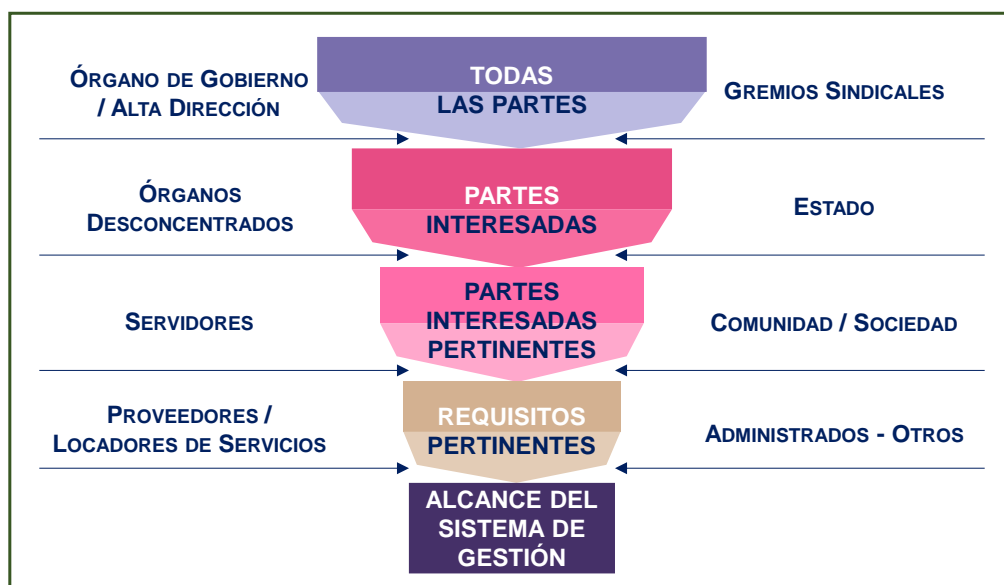 ÓRGANO DE GOBIERNO
/ ALTA DIRECCIÓN
TODAS
LAS PARTES
GREMIOS SINDICALES
ÓRGANOS
DESCONCENTRADOS
PARTES
INTERESADAS
ESTADO
SERVIDORES
PARTES
INTERESADAS
PERTINENTES
COMUNIDAD / SOCIEDAD
PROVEEDORES /
LOCADORES DE SERVICIOS
REQUISITOS
PERTINENTES
ADMINISTRADOS - OTROS
ALCANCE DEL
SISTEMA DE
GESTIÓN